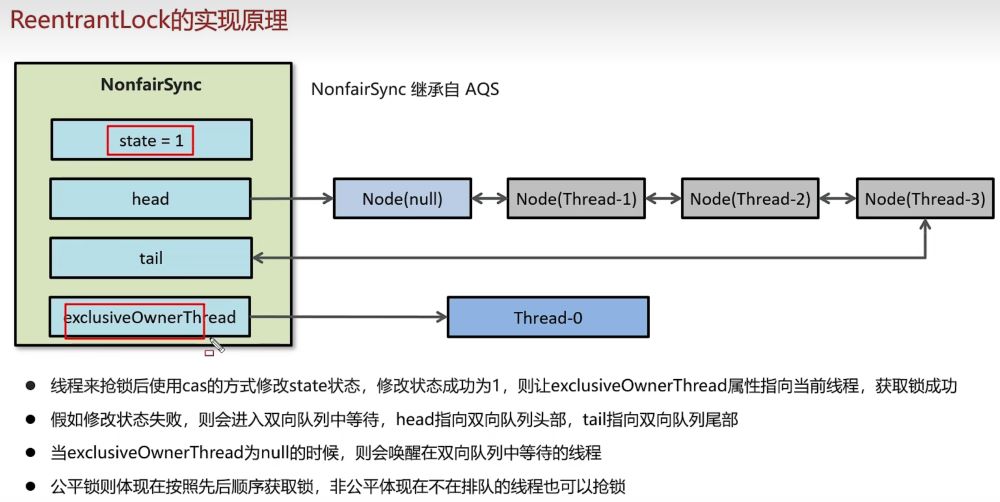 ReentrantLock的实现原理
NonfairSync
NonfairSync 继承自 AQS
state = 1
head
Node(null)
Node(Thread-1)
Node(Thread-2)
Node(Thread-3)
tail
exclusiveOwnerThread
Thread-0
线程来抢锁后使用cas的方式修改state状态，修改状态成功为1，则让exclusiveOwnerThread属性指向当前线程，获取锁成功
假如修改状态失败，则会进入双向队列中等待，head指向双向队列头部，tail指向双向队列尾部
当exclusiveOwnerThread为null的时候，则会唤醒在双向队列中等待的线程
公平锁则体现在按照先后顺序获取锁，非公平体现在不在排队的线程也可以抢锁